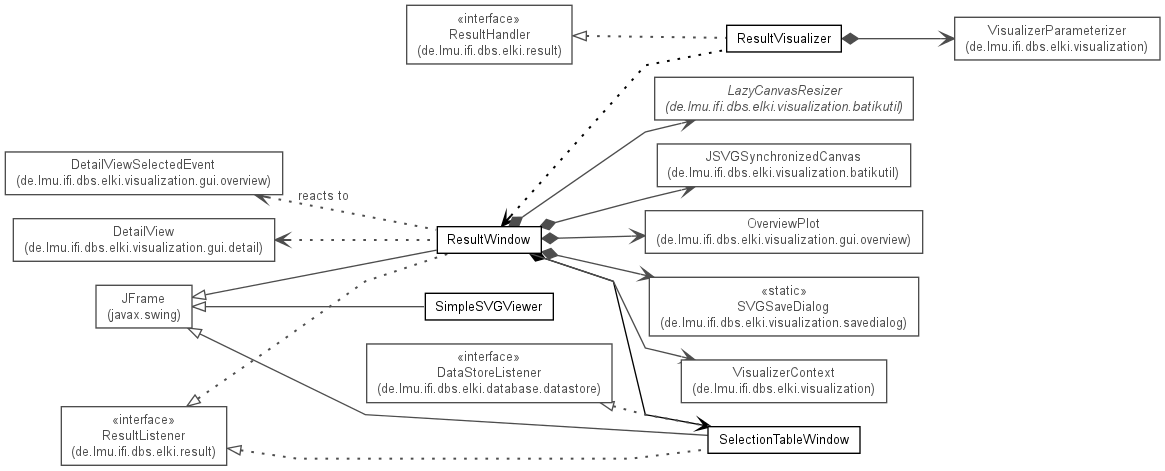 «interface»
ResultHandler
(de.lmu.ifi.dbs.elki.result)
ResultVisualizer
VisualizerParameterizer
(de.lmu.ifi.dbs.elki.visualization)
LazyCanvasResizer
(de.lmu.ifi.dbs.elki.visualization.batikutil)
JSVGSynchronizedCanvas
(de.lmu.ifi.dbs.elki.visualization.batikutil)
DetailViewSelectedEvent
(de.lmu.ifi.dbs.elki.visualization.gui.overview)
reacts to
DetailView
(de.lmu.ifi.dbs.elki.visualization.gui.detail)
ResultWindow
OverviewPlot
(de.lmu.ifi.dbs.elki.visualization.gui.overview)
JFrame
(javax.swing)
SimpleSVGViewer
«static»
SVGSaveDialog
(de.lmu.ifi.dbs.elki.visualization.savedialog)
«interface»
DataStoreListener
(de.lmu.ifi.dbs.elki.database.datastore)
VisualizerContext
(de.lmu.ifi.dbs.elki.visualization)
«interface»
ResultListener
(de.lmu.ifi.dbs.elki.result)
SelectionTableWindow